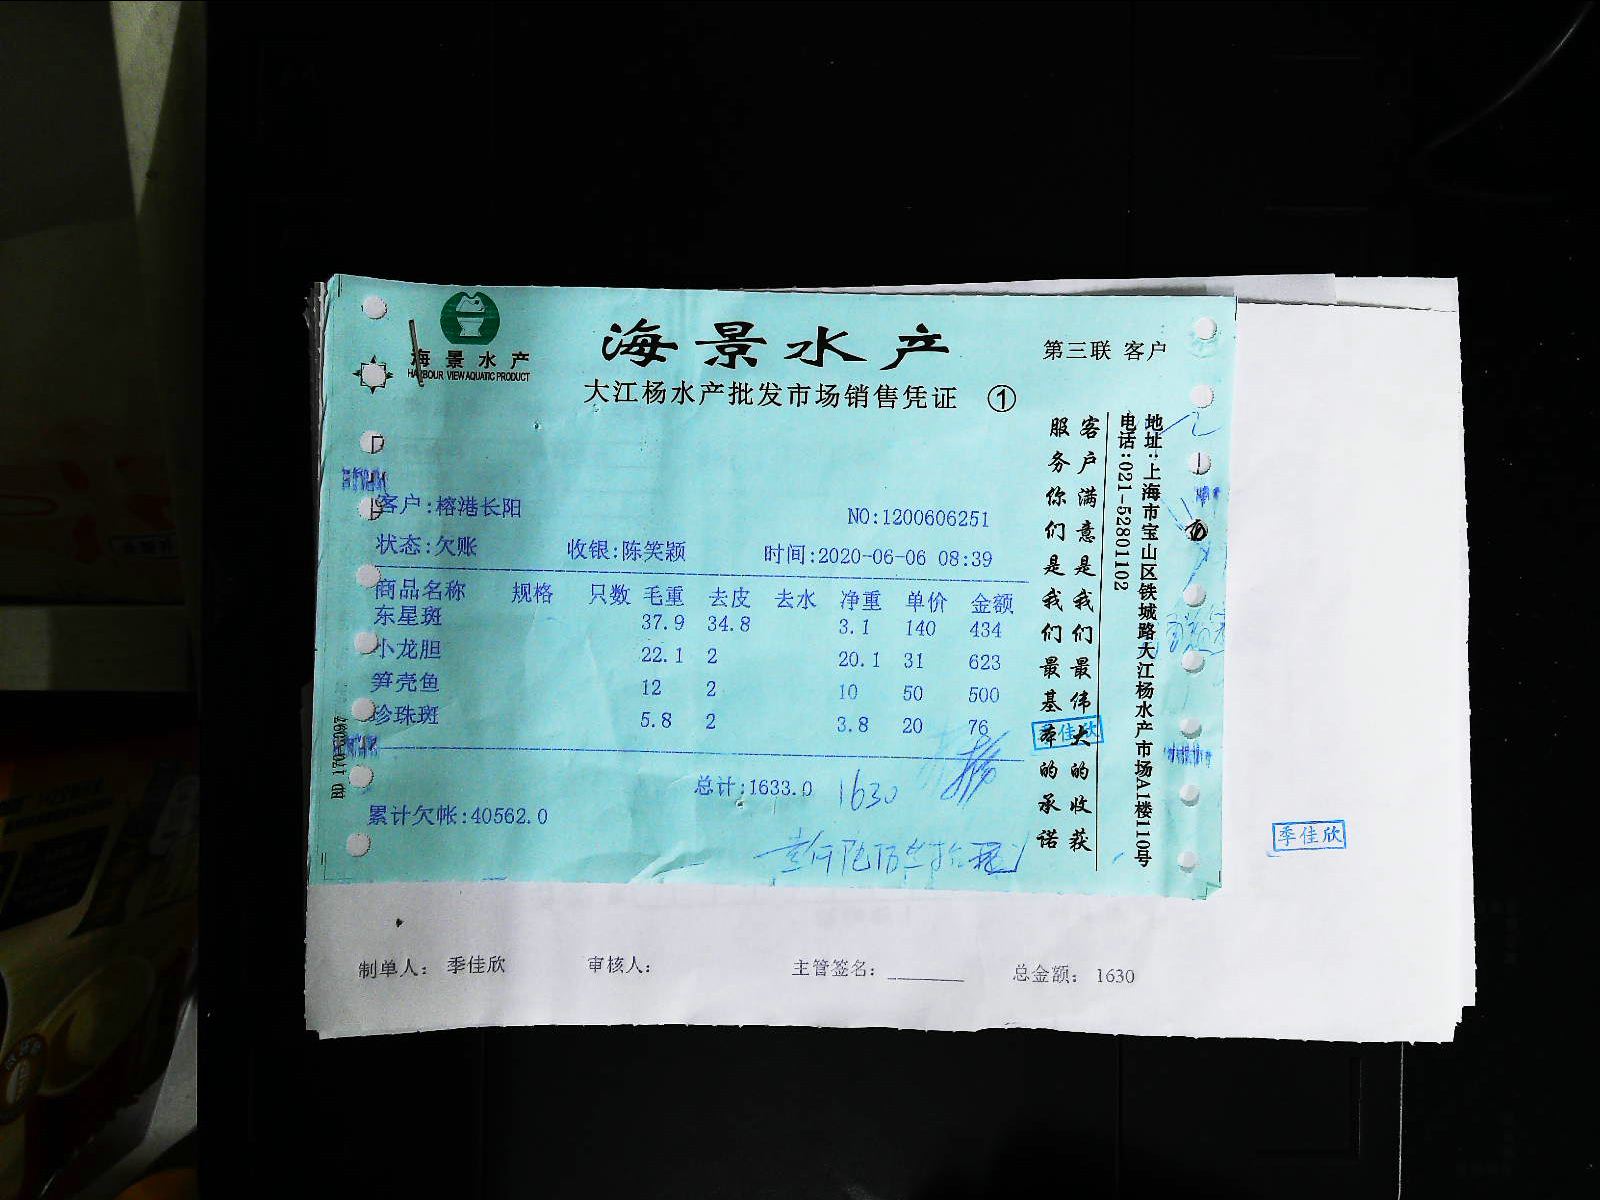 海景水产
HARBOUR VIEW AQUATIC PRODUCT
海景水产
第三联 客户
大江杨水产批发市场销售凭证 ①
客户:榕港长阳
NO:1200606251
状态:欠账 收银:陈笑颖 时间:2020-06-06 08:39
商品名称 规格 只数 毛重 去皮 去水 净重 单价 金额
东星斑 37.9 34.8 3.1 140 434
小龙胆 22.1 2 20.1 31 623
笋壳鱼 12 2 10 50 500
珍珠斑 5.8 2 3.8 20 76
总计:1633.0 1630
累计欠帐:40562.0
客户满意是我们最伟大的收获
服务你们是我们最基本的承诺
地址:上海市宝山区铁城路大江杨水产市场A1楼110号
电话:021-52801102
季佳欣
季佳欣
制单人: 季佳欣 审核人: 主管签名: 总金额: 1630